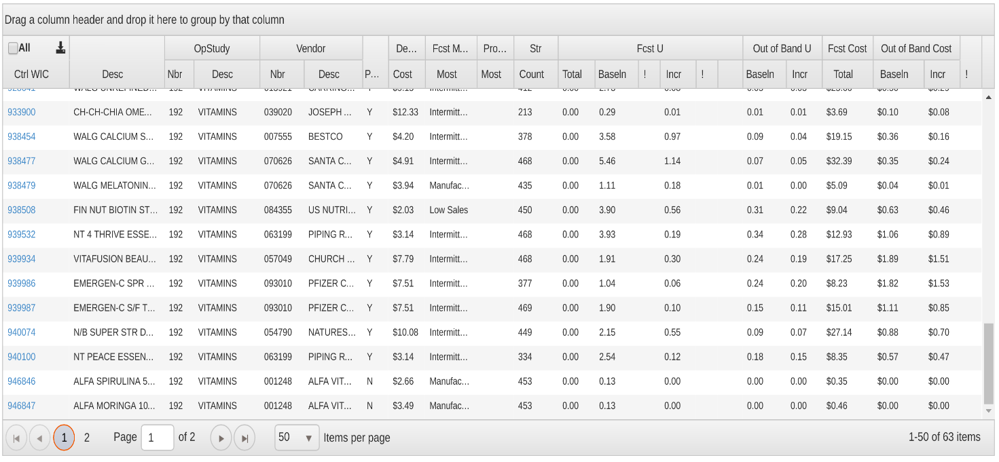 Drag a column header and drop it here to group by that column
All OpStudy Vendor De... Fcst M... Pro... Str Fcst U Out of Band U Fcst Cost Out of Band Cost
Ctrl WIC Desc Nbr Desc Nbr Desc P... Cost Most Most Count Total Baseln ! Incr ! Baseln Incr Total Baseln Incr !
933900 CH-CH-CHIA OME... 192 VITAMINS 039020 JOSEPH ... Y $12.33 Intermitt... 213 0.00 0.29 0.01 0.01 0.01 $3.69 $0.10 $0.08
938454 WALG CALCIUM S... 192 VITAMINS 007555 BESTCO Y $4.20 Intermitt... 378 0.00 3.58 0.97 0.09 0.04 $19.15 $0.36 $0.16
938477 WALG CALCIUM G... 192 VITAMINS 070626 SANTA C... Y $4.91 Intermitt... 468 0.00 5.46 1.14 0.07 0.05 $32.39 $0.35 $0.24
938479 WALG MELATONIN... 192 VITAMINS 070626 SANTA C... Y $3.94 Manufac... 435 0.00 1.11 0.18 0.01 0.00 $5.09 $0.04 $0.01
938508 FIN NUT BIOTIN ST... 192 VITAMINS 084355 US NUTRI... Y $2.03 Low Sales 450 0.00 3.90 0.56 0.31 0.22 $9.04 $0.63 $0.46
939532 NT 4 THRIVE ESSE... 192 VITAMINS 063199 PIPING R... Y $3.14 Intermitt... 468 0.00 3.93 0.19 0.34 0.28 $12.93 $1.06 $0.89
939934 VITAFUSION BEAU... 192 VITAMINS 057049 CHURCH ... Y $7.79 Intermitt... 468 0.00 1.91 0.30 0.24 0.19 $17.25 $1.89 $1.51
939986 EMERGEN-C SPR ... 192 VITAMINS 093010 PFIZER C... Y $7.51 Intermitt... 377 0.00 1.04 0.06 0.24 0.20 $8.23 $1.82 $1.53
939987 EMERGEN-C S/F T... 192 VITAMINS 093010 PFIZER C... Y $7.51 Intermitt... 469 0.00 1.90 0.10 0.15 0.11 $15.01 $1.11 $0.85
940074 N/B SUPER STR D... 192 VITAMINS 054790 NATURES... Y $10.08 Intermitt... 449 0.00 2.15 0.55 0.09 0.07 $27.14 $0.88 $0.70
940100 NT PEACE ESSEN... 192 VITAMINS 063199 PIPING R... Y $3.14 Intermitt... 334 0.00 2.54 0.12 0.18 0.15 $8.35 $0.57 $0.47
946846 ALFA SPIRULINA 5... 192 VITAMINS 001248 ALFA VIT... N $2.66 Manufac... 453 0.00 0.13 0.00 0.00 0.00 $0.35 $0.00 $0.00
946847 ALFA MORINGA 10... 192 VITAMINS 001248 ALFA VIT... N $3.49 Manufac... 453 0.00 0.13 0.00 0.00 0.00 $0.46 $0.00 $0.00
1 2 Page 1 of 2 50 Items per page 1-50 of 63 items